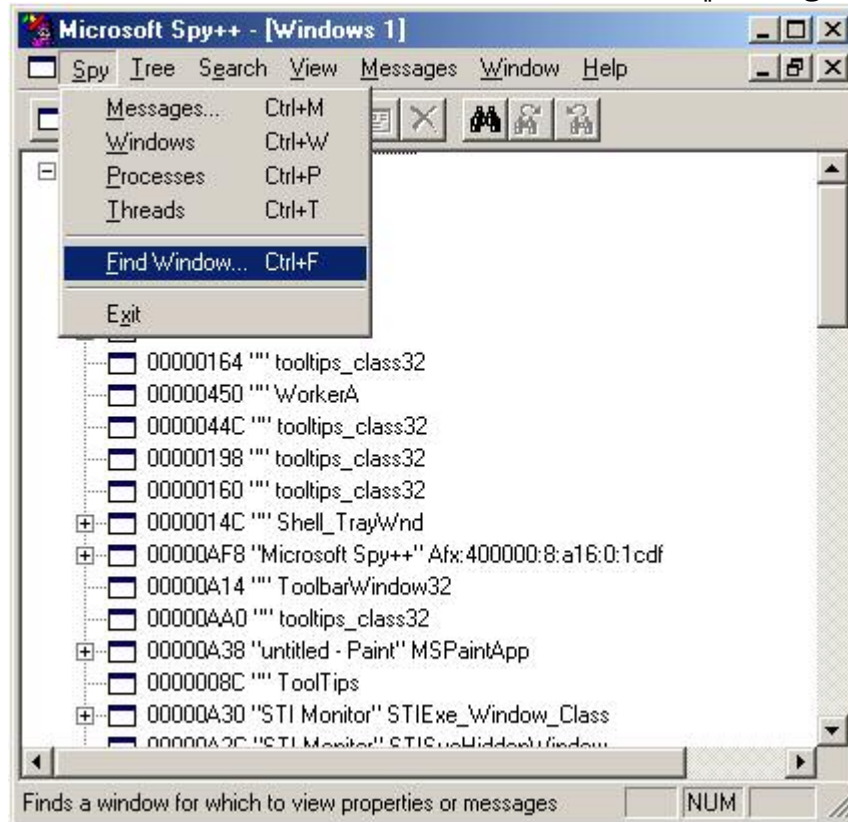 Microsoft Spy++ - [Windows 1]
Spy Tree Search View Messages Window Help
Messages... Ctrl+M
Windows Ctrl+W
Processes Ctrl+P
Threads Ctrl+T
Find Window... Ctrl+F
Exit
00000164 "" tooltips_class32
00000450 "" WorkerA
0000044C "" tooltips_class32
00000198 "" tooltips_class32
00000160 "" tooltips_class32
0000014C "" Shell_TrayWnd
00000AF8 "Microsoft Spy++" Afx:400000:8:a16:0:1cdf
00000A14 "" ToolbarWindow32
00000AA0 "" tooltips_class32
00000A38 "untitled - Paint" MSPaintApp
0000008C "" ToolTips
00000A30 "STI Monitor" STIExe_Window_Class
00000A2C "STI Monitor"
Finds a window for which to view properties or messages NUM